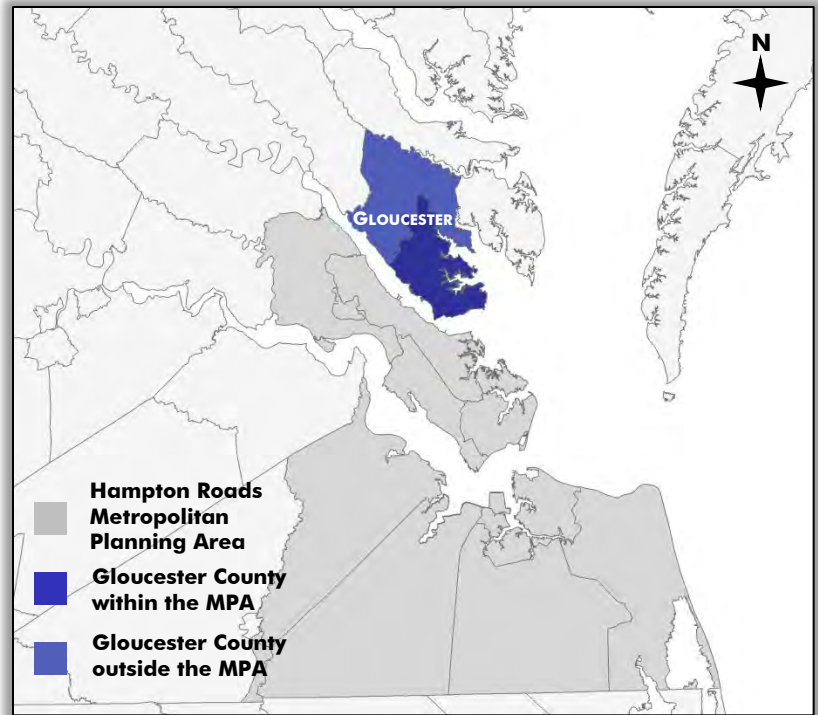 N
GLOUCESTER
Hampton Roads
Metropolitan
Planning Area
Gloucester County
within the MPA
Gloucester County
outside the MPA